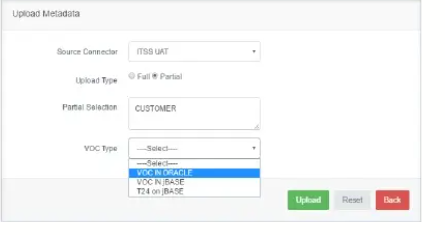 Upload Metadata
Source Connector
ITSS UAT
Upload Type
Full Partial
Partial Selection
CUSTOMER
VOC Type
----Select----
----Select----
VOC IN ORACLE
VOC IN jBASE
T24 on jBASE
Upload Reset Back